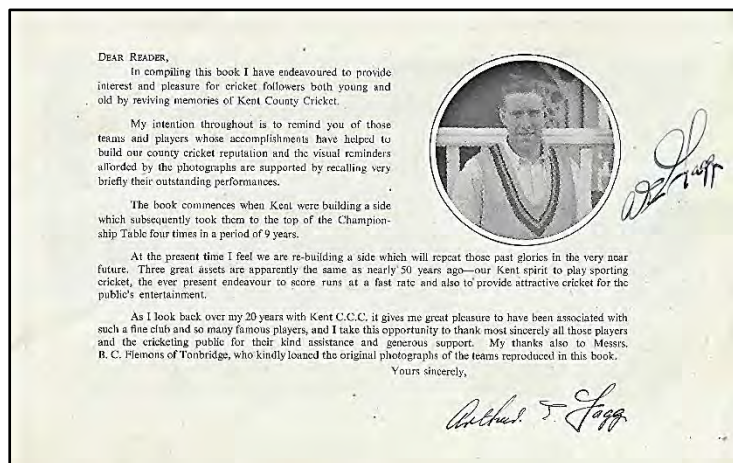 DEAR READER,
In compiling this book I have endeavoured to provide
interest and pleasure for cricket followers both young and
old by reviving memories of Kent County Cricket.
My intention throughout is to remind you of those
teams and players whose accomplishments have helped to
build our county cricket reputation and the visual reminders
afforded by the photographs are supported by recalling very
briefly their outstanding performances.
The book commences when Kent were building a side
which subsequently took them to the top of the Champion-
ship Table four times in a period of 9 years.
At the present time I feel we are re-building a side which will repeat those past glories in the very near
future. Three great assets are apparently the same as nearly 50 years ago—our Kent spirit to play sporting
cricket, the ever present endeavour to score runs at a fast rate and also to provide attractive cricket for the
public's entertainment.
As I look back over my 20 years with Kent C.C.C. it gives me great pleasure to have been associated with
such a fine club and so many famous players, and I take this opportunity to thank most sincerely all those players
and the cricketing public for their kind assistance and generous support. My thanks also to Messrs.
B. C. Flemons of Tonbridge, who kindly loaned the original photographs of the teams reproduced in this book.
Yours sincerely,
Arthur. E. Fagg